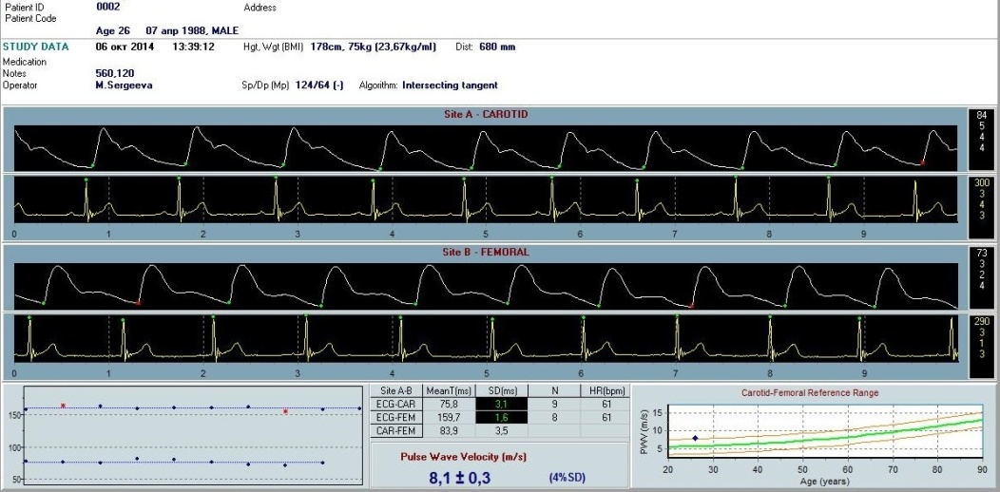 Patient ID 0002 Address
Patient Code
Age 26 07 апр 1988, MALE
STUDY DATA 06 окт 2014 13:39:12 Hgt, Wgt (BMI) 178cm, 75kg (23,67kg/ml) Dist: 680 mm
Medication
Notes 560,120
Operator M.Sergeeva Sp/Dp (Mp) 124/64 (-) Algorithm: Intersecting tangent
Site A - CAROTID
84
5
4
4
300
3
4
3
0 1 2 3 4 5 6 7 8 9
Site B - FEMORAL
73
3
2
4
290
3
1
3
0 1 2 3 4 5 6 7 8 9
150
100
50
Site A-B MeanT(ms) SD(ms) N HR(bpm)
ECG-CAR 75,8 3,1 9 61
ECG-FEM 159,7 1,6 8 61
CAR-FEM 83,9 3,5
Pulse Wave Velocity (m/s)
8,1 ± 0,3 (4%SD)
Carotid-Femoral Reference Range
PWV (m/s)
15
10
5
20 30 40 50 60 70 80 90
Age (years)